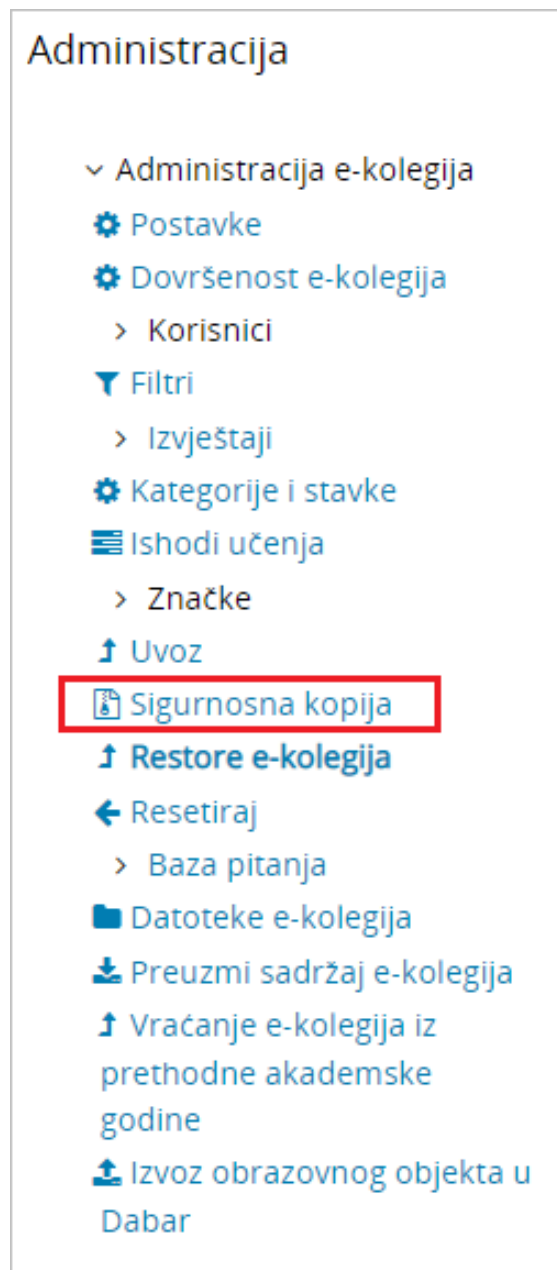 Administracija
Administracija e-kolegija
Postavke
Dovršenost e-kolegija
Korisnici
Filtri
Izvještaji
Kategorije i stavke
Ishodi učenja
Značke
Uvoz
Sigurnosna kopija
Restore e-kolegija
Resetiraj
Baza pitanja
Datoteke e-kolegija
Preuzmi sadržaj e-kolegija
Vraćanje e-kolegija iz
prethodne akademske
godine
Izvoz obrazovnog objekta u
Dabar